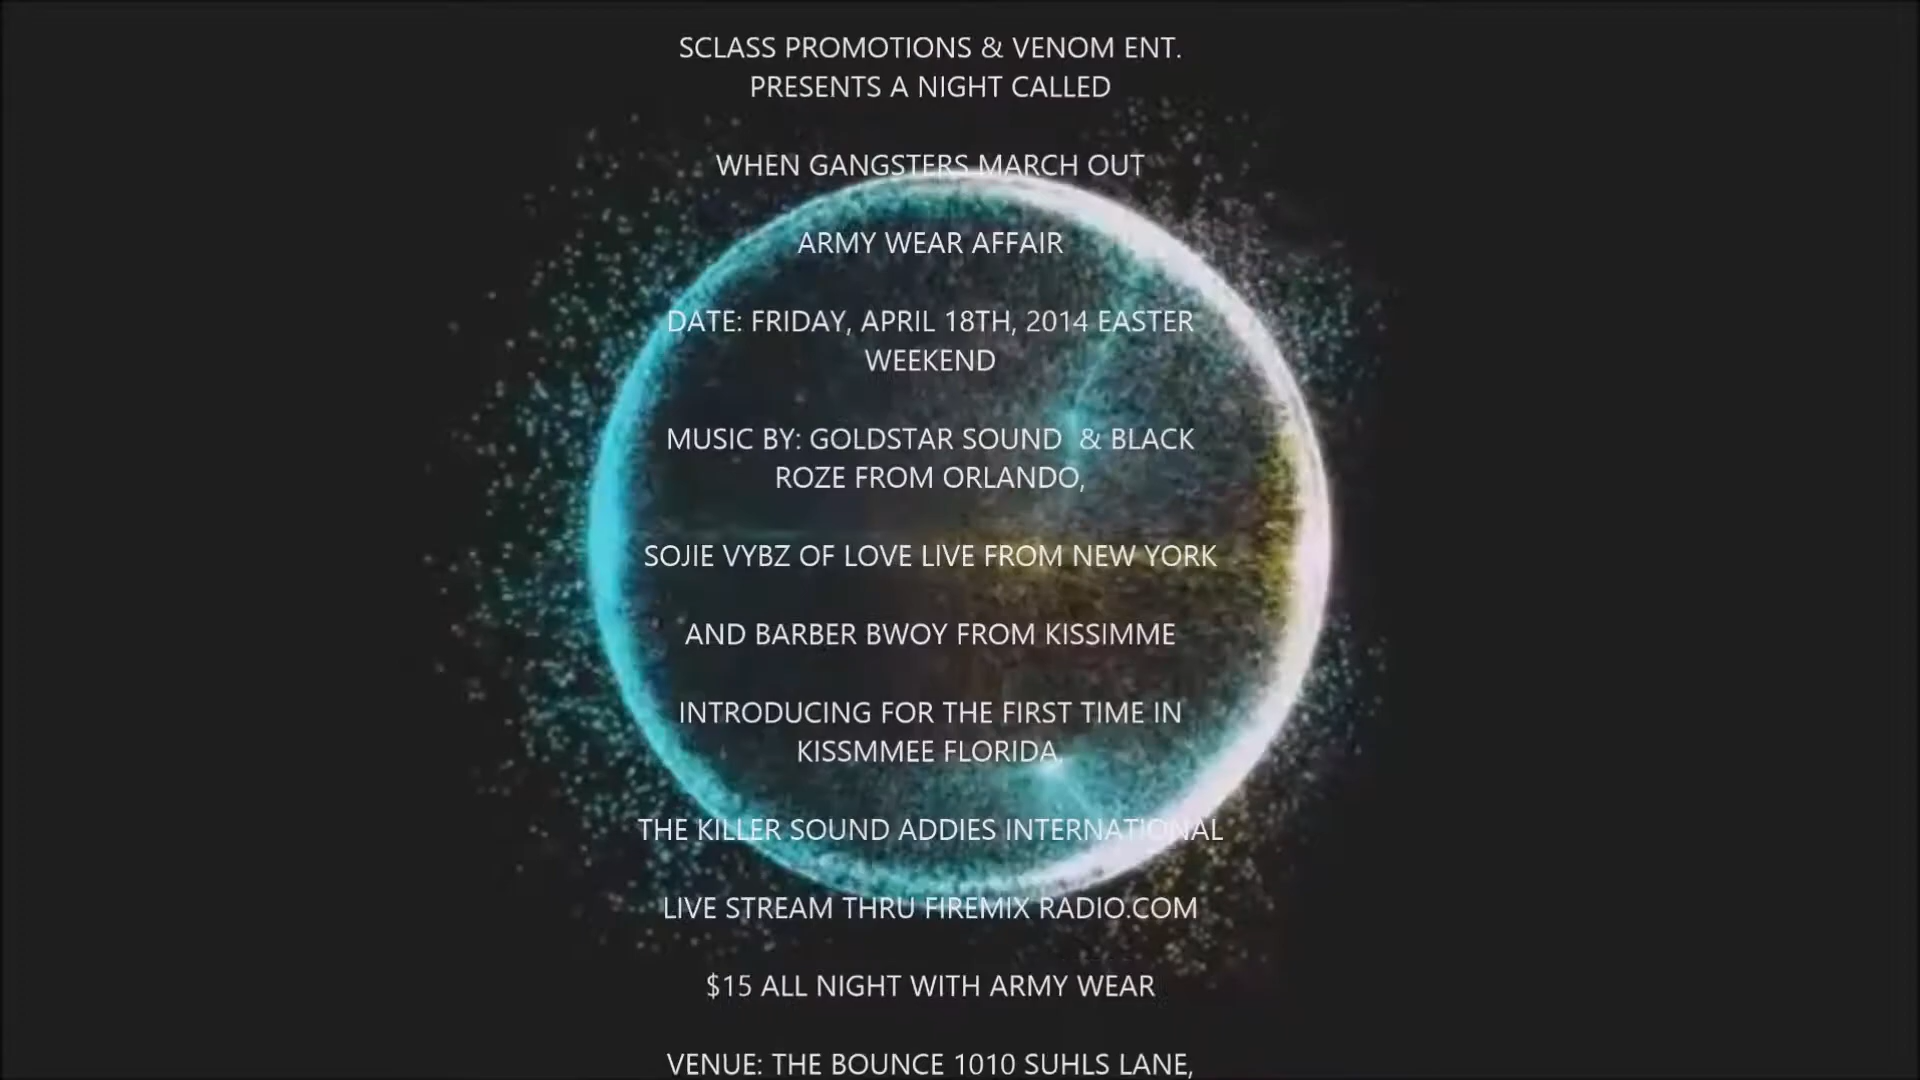 SCLASS PROMOTIONS & VENOM ENT.
PRESENTS A NIGHT CALLED
WHEN GANGSTERS MARCH OUT
ARMY WEAR AFFAIR
DATE: FRIDAY, APRIL 18TH, 2014 EASTER
WEEKEND
MUSIC BY: GOLDSTAR SOUND & BLACK
ROZE FROM ORLANDO,
SOJIE VYBZ OF LOVE LIVE FROM NEW YORK
AND BARBER BWOY FROM KISSIMME
INTRODUCING FOR THE FIRST TIME IN
KISSMMEE FLORIDA,
THE KILLER SOUND ADDIES INTERNATIONAL
LIVE STREAM THRU FIREMIX RADIO.COM
$15 ALL NIGHT WITH ARMY WEAR
VENUE: THE BOUNCE 1010 SUHLS LANE,